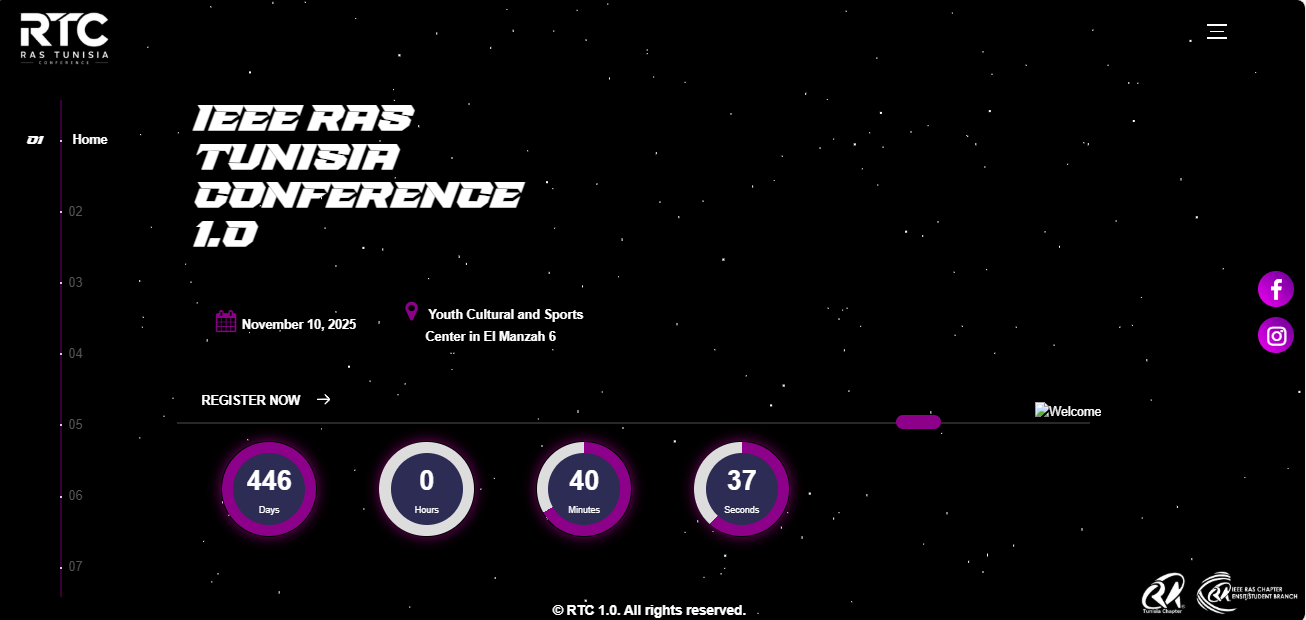 RTC
RAS TUNISIA
CONFERENCE
01 Home
02
03
04
05
06
07
IEEE RAS
TUNISIA
CONFERENCE
1.0
November 10, 2025
Youth Cultural and Sports
Center in El Manzah 6
REGISTER NOW
Welcome
446
Days
0
Hours
40
Minutes
37
Seconds
© RTC 1.0. All rights reserved.
RA
Tunisia Chapter
RA
IEEE RAS CHAPTER
ENSIT STUDENT BRANCH